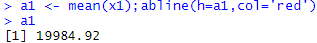 > a1 <- mean(x1);abline(h=a1,col='red')
> a1
[1] 19984.92